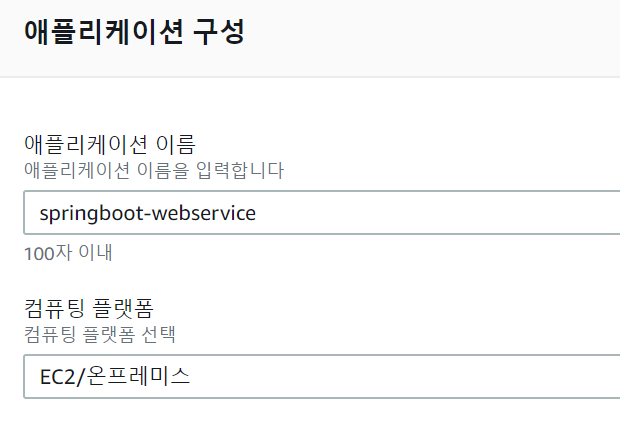 애플리케이션 구성
애플리케이션 이름
애플리케이션 이름을 입력합니다
springboot-webservice
100자 이내
컴퓨팅 플랫폼
컴퓨팅 플랫폼 선택
EC2/온프레미스